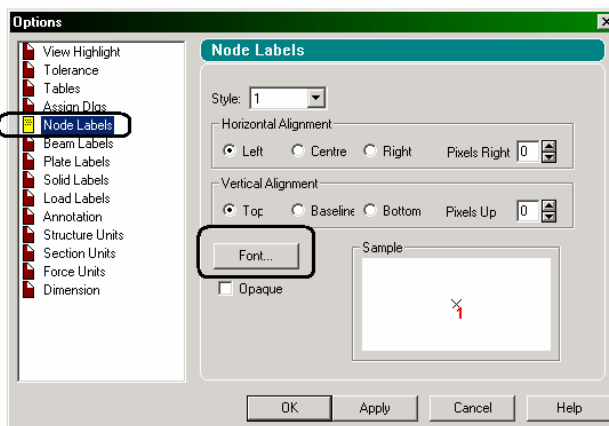 Options
View Highlight
Tolerance
Tables
Assign Dlgs
Node Labels
Beam Labels
Plate Labels
Solid Labels
Load Labels
Annotation
Structure Units
Section Units
Force Units
Dimension
Node Labels
Style: 1
Horizontal Alignment
Left Centre Right Pixels Right 0
Vertical Alignment
Top Baseline Bottom Pixels Up 0
Font...
Opaque
Sample
1
OK Apply Cancel Help